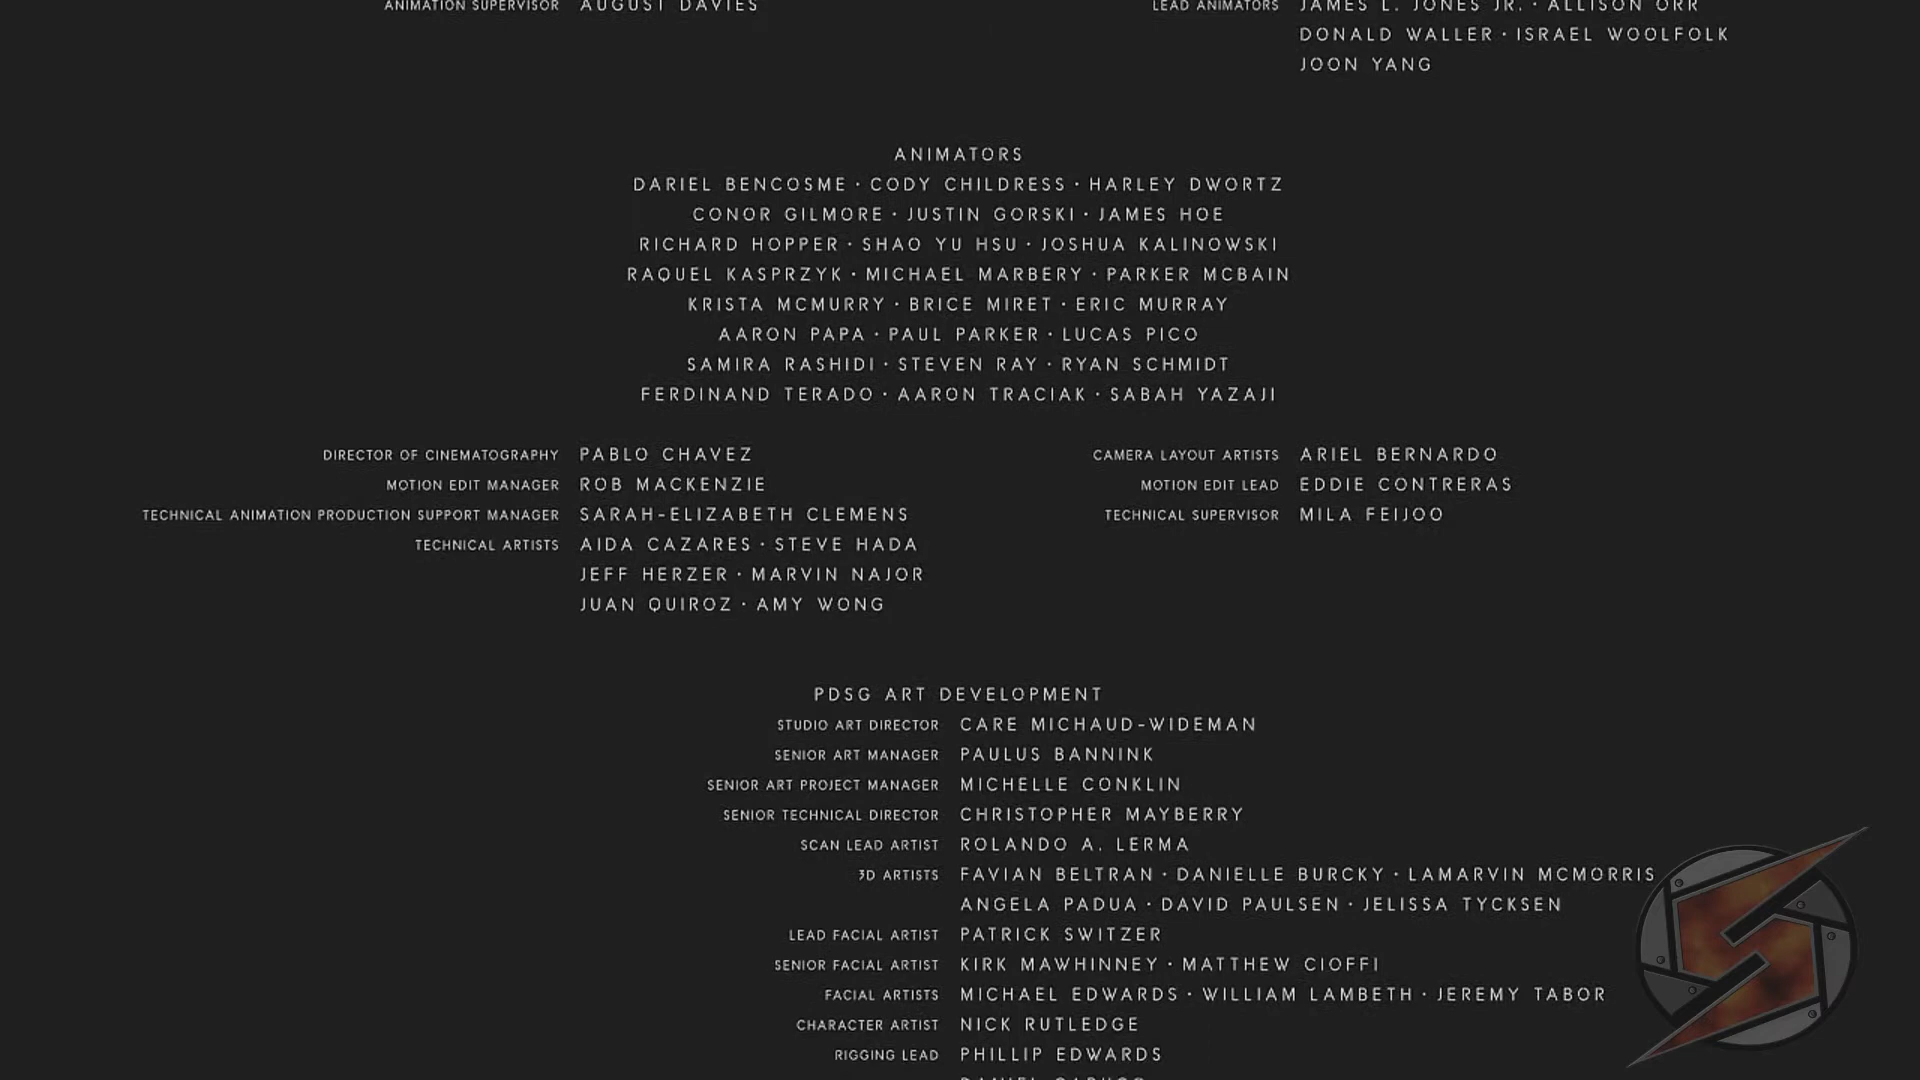 ANIMATION SUPERVISOR AUGUST DAVIES
LEAD ANIMATORS JAMES L. JONES JR. · ALLISON ORR
DONALD WALLER · ISRAEL WOOLFOLK
JOON YANG
ANIMATORS
DARIEL BENCOSME · CODY CHILDRESS · HARLEY DWORTZ
CONOR GILMORE · JUSTIN GORSKI · JAMES HOE
RICHARD HOPPER · SHAO YU HSU · JOSHUA KALINOWSKI
RAQUEL KASPRZYK · MICHAEL MARBERY · PARKER MCBAIN
KRISTA MCMURRY · BRICE MIRET · ERIC MURRAY
AARON PAPA · PAUL PARKER · LUCAS PICO
SAMIRA RASHIDI · STEVEN RAY · RYAN SCHMIDT
FERDINAND TERADO · AARON TRACIAK · SABAH YAZAJI
DIRECTOR OF CINEMATOGRAPHY PABLO CHAVEZ
MOTION EDIT MANAGER ROB MACKENZIE
TECHNICAL ANIMATION PRODUCTION SUPPORT MANAGER SARAH-ELIZABETH CLEMENS
TECHNICAL ARTISTS AIDA CAZARES · STEVE HADA
JEFF HERZER · MARVIN NAJOR
JUAN QUIROZ · AMY WONG
CAMERA LAYOUT ARTISTS ARIEL BERNARDO
MOTION EDIT LEAD EDDIE CONTRERAS
TECHNICAL SUPERVISOR MILA FEIJOO
PDSG ART DEVELOPMENT
STUDIO ART DIRECTOR CARE MICHAUD-WIDEMAN
SENIOR ART MANAGER PAULUS BANNINK
SENIOR ART PROJECT MANAGER MICHELLE CONKLIN
SENIOR TECHNICAL DIRECTOR CHRISTOPHER MAYBERRY
SCAN LEAD ARTIST ROLANDO A. LERMA
3D ARTISTS FAVIAN BELTRAN · DANIELLE BURCKY · LAMARVIN MCMORRIS
ANGELA PADUA · DAVID PAULSEN · JELISSA TYCKSEN
LEAD FACIAL ARTIST PATRICK SWITZER
SENIOR FACIAL ARTIST KIRK MAWHINNEY · MATTHEW CIOFFI
FACIAL ARTISTS MICHAEL EDWARDS · WILLIAM LAMBETH · JEREMY TABOR
CHARACTER ARTIST NICK RUTLEDGE
RIGGING LEAD PHILLIP EDWARDS